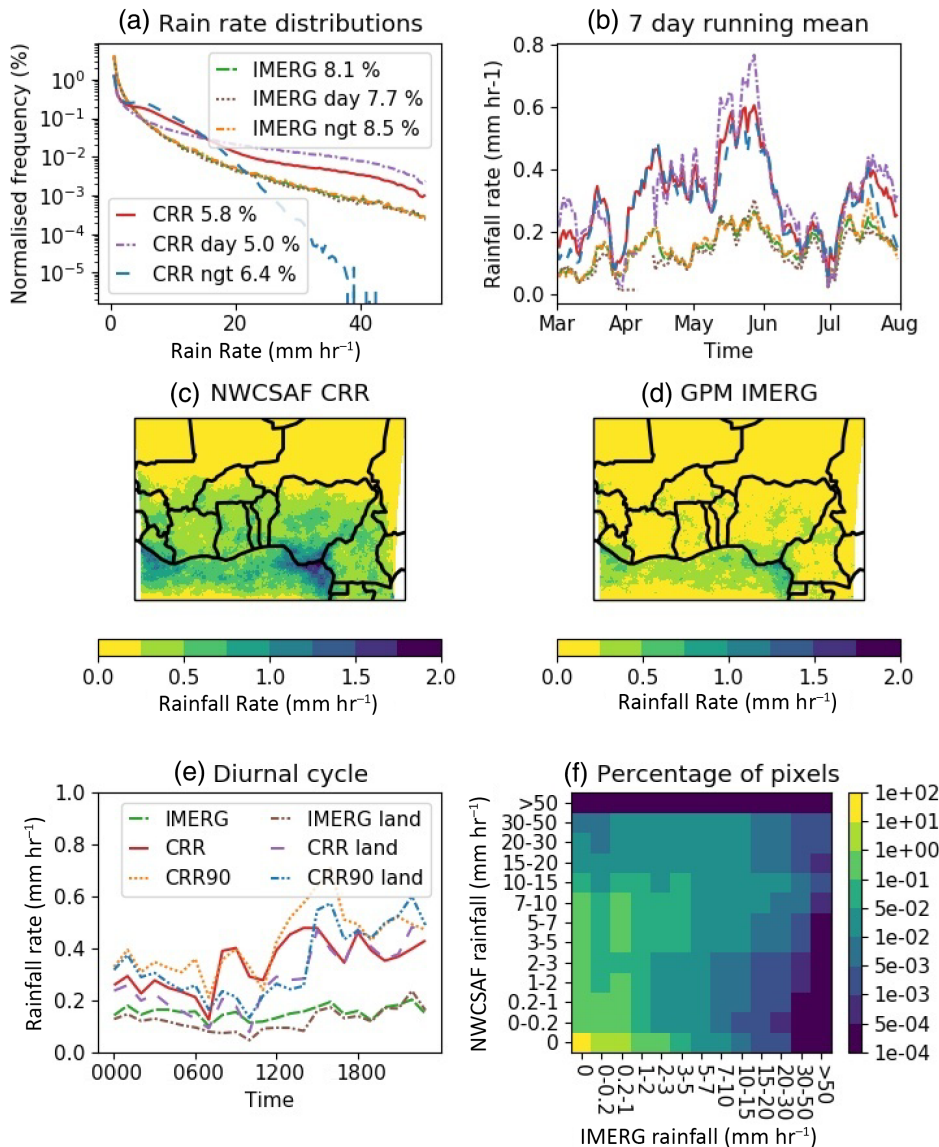 (a) Rain rate distributions
Normalised frequency (%)
10⁰
10⁻¹
10⁻²
10⁻³
10⁻⁴
10⁻⁵
IMERG 8.1 %
IMERG day 7.7 %
IMERG ngt 8.5 %
CRR 5.8 %
CRR day 5.0 %
CRR ngt 6.4 %
0 20 40
Rain Rate (mm hr⁻¹)
(b) 7 day running mean
Rainfall rate (mm hr-1)
0.8
0.6
0.4
0.2
0.0
Mar Apr May Jun Jul Aug
Time
(c) NWCSAF CRR
0.0 0.5 1.0 1.5 2.0
Rainfall Rate (mm hr⁻¹)
(d) GPM IMERG
0.0 0.5 1.0 1.5 2.0
Rainfall Rate (mm hr⁻¹)
(e) Diurnal cycle
Rainfall rate (mm hr⁻¹)
1.0
0.8
0.6
0.4
0.2
0.0
IMERG
CRR
CRR90
IMERG land
CRR land
CRR90 land
0000 0600 1200 1800
Time
(f) Percentage of pixels
NWCSAF rainfall (mm hr⁻¹)
>50
30-50
20-30
15-20
10-15
7-10
5-7
3-5
2-3
1-2
0.2-1
0-0.2
0
0
0-0.2
0.2-1
1-2
2-3
3-5
5-7
7-10
10-15
15-20
20-30
30-50
>50
IMERG rainfall (mm hr⁻¹)
1e+02
1e+01
1e+00
1e-01
5e-02
1e-02
5e-03
1e-03
5e-04
1e-04